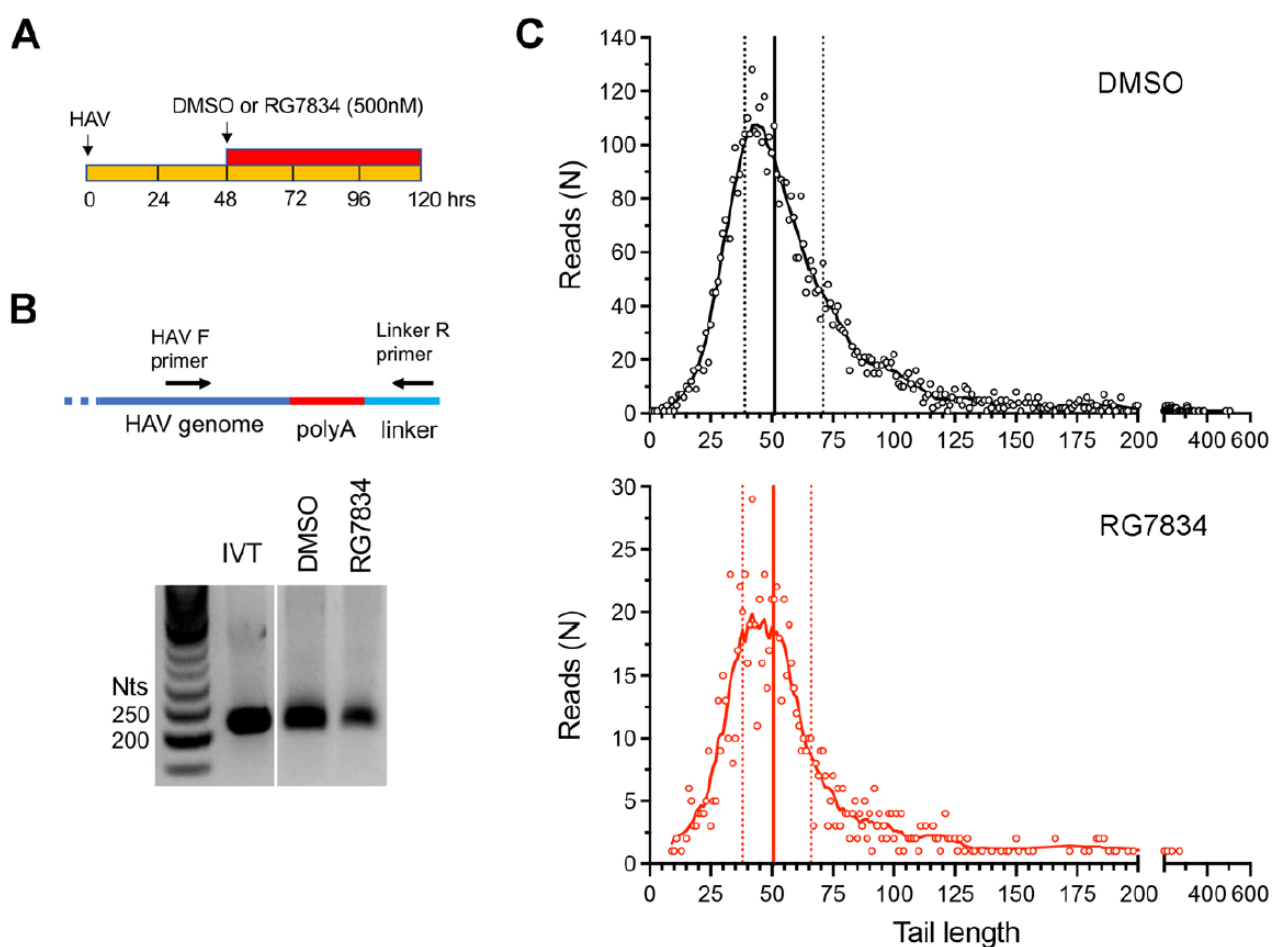 A
HAV
DMSO or RG7834 (500nM)
0 24 48 72 96 120 hrs
B
HAV F
primer
Linker R
primer
HAV genome
polyA
linker
IVT
DMSO
RG7834
Nts
250
200
C
DMSO
Reads (N)
140
120
100
80
60
40
20
0
0 25 50 75 100 125 150 175 200 400 600
RG7834
Reads (N)
30
25
20
15
10
5
0
0 25 50 75 100 125 150 175 200 400 600
Tail length